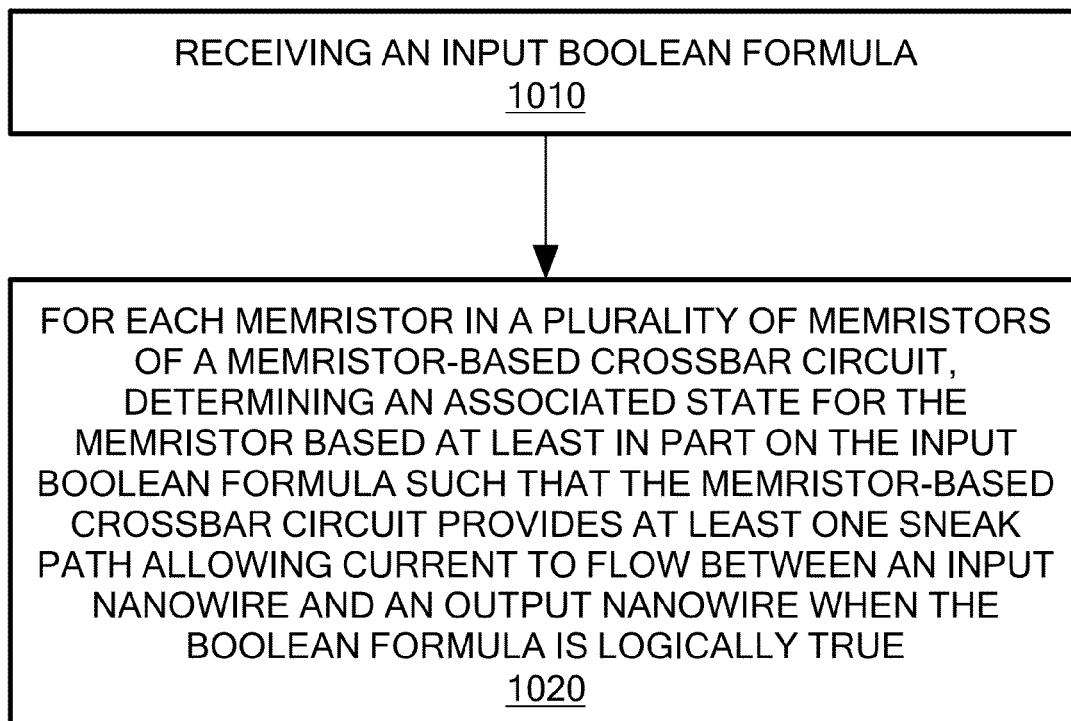 RECEIVING AN INPUT BOOLEAN FORMULA
1010
FOR EACH MEMRISTOR IN A PLURALITY OF MEMRISTORS
OF A MEMRISTOR-BASED CROSSBAR CIRCUIT,
DETERMINING AN ASSOCIATED STATE FOR THE
MEMRISTOR BASED AT LEAST IN PART ON THE INPUT
BOOLEAN FORMULA SUCH THAT THE MEMRISTOR-BASED
CROSSBAR CIRCUIT PROVIDES AT LEAST ONE SNEAK
PATH ALLOWING CURRENT TO FLOW BETWEEN AN INPUT
NANOWIRE AND AN OUTPUT NANOWIRE WHEN THE
BOOLEAN FORMULA IS LOGICALLY TRUE
1020